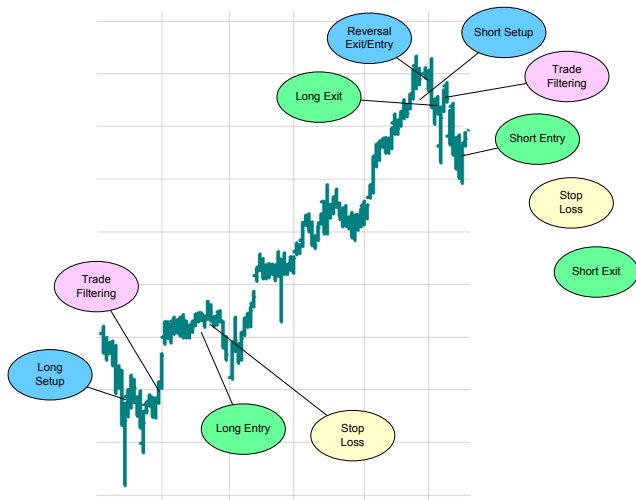 Reversal
Exit/Entry
Short Setup
Trade
Filtering
Long Exit
Short Entry
Stop
Loss
Short Exit
Trade
Filtering
Long
Setup
Long Entry
Stop
Loss